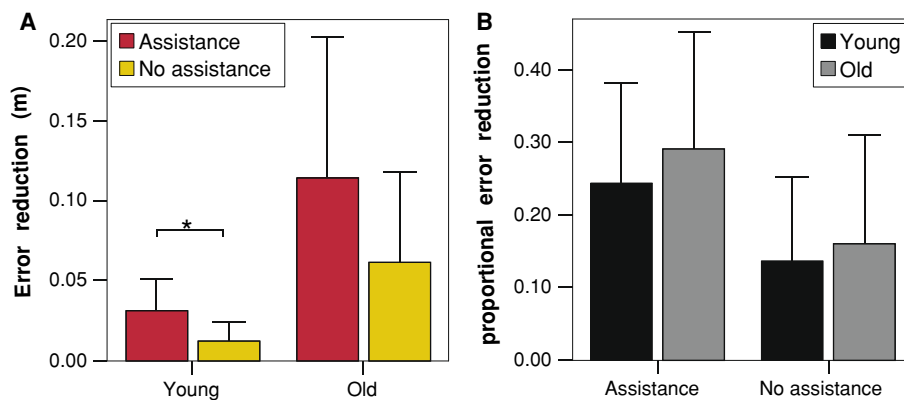 A
Error reduction (m)
0.20
0.15
0.10
0.05
0.00
Assistance
No assistance
*
Young Old
B
proportional error reduction
0.40
0.30
0.20
0.10
0.00
Young
Old
Assistance No assistance